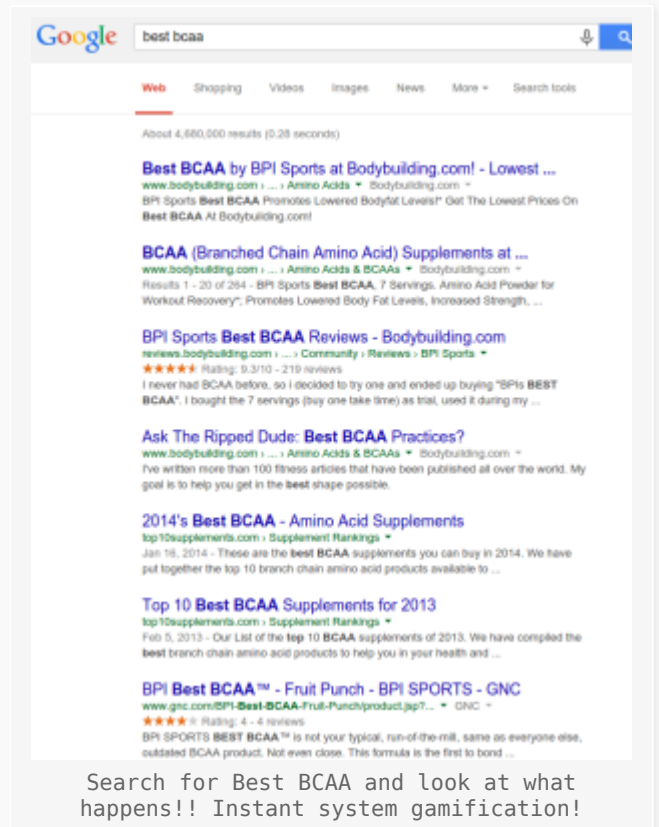 Google best bcaa
Web Shopping Videos Images News More Search tools
About 4,680,000 results (0.28 seconds)
Best BCAA by BPI Sports at Bodybuilding.com! - Lowest ...
www.bodybuilding.com › ... › Amino Acids ▼ Bodybuilding.com ▼
BPI Sports Best BCAA Promotes Lowered Bodyfat Levels!* Get The Lowest Prices On
Best BCAA At Bodybuilding.com!
BCAA (Branched Chain Amino Acid) Supplements at ...
www.bodybuilding.com › ... › Amino Acids & BCAAs ▼ Bodybuilding.com ▼
Results 1 - 20 of 264 - BPI Sports Best BCAA, 7 Servings. Amino Acid Powder for
Workout Recovery*; Promotes Lowered Body Fat Levels, Increased Strength, ...
BPI Sports Best BCAA Reviews - Bodybuilding.com
reviews.bodybuilding.com › ... › Community › Reviews › BPI Sports ▼
★★★★★ Rating: 9.3/10 - 219 reviews
I never had BCAA before, so i decided to try one and ended up buying "BPIs BEST
BCAA". I bought the 7 servings (buy one take time) as trial, used it during my ...
Ask The Ripped Dude: Best BCAA Practices?
www.bodybuilding.com › ... › Amino Acids & BCAAs ▼ Bodybuilding.com ▼
I've written more than 100 fitness articles that have been published all over the world. My
goal is to help you get in the best shape possible.
2014's Best BCAA - Amino Acid Supplements
top10supplements.com › Supplement Rankings ▼
Jan 16, 2014 - These are the best BCAA supplements you can buy in 2014. We have
put together the top 10 branch chain amino acid products available to ...
Top 10 Best BCAA Supplements for 2013
top10supplements.com › Supplement Rankings ▼
Feb 5, 2013 - Our List of the top 10 BCAA supplements of 2013. We have compiled the
best branch chain amino acid products to help you in your health and ...
BPI Best BCAA™ - Fruit Punch - BPI SPORTS - GNC
www.gnc.com/BPI-Best-BCAA-Fruit-Punch/product.jsp?... ▼ GNC ▼
★★★★★ Rating: 4 - 4 reviews
BPI SPORTS BEST BCAA™ is not your typical, run-of-the-mill, same as everyone else,
outdated BCAA product. Not even close. This formula is the first to bond ...
Search for Best BCAA and look at what
happens!! Instant system gamification!